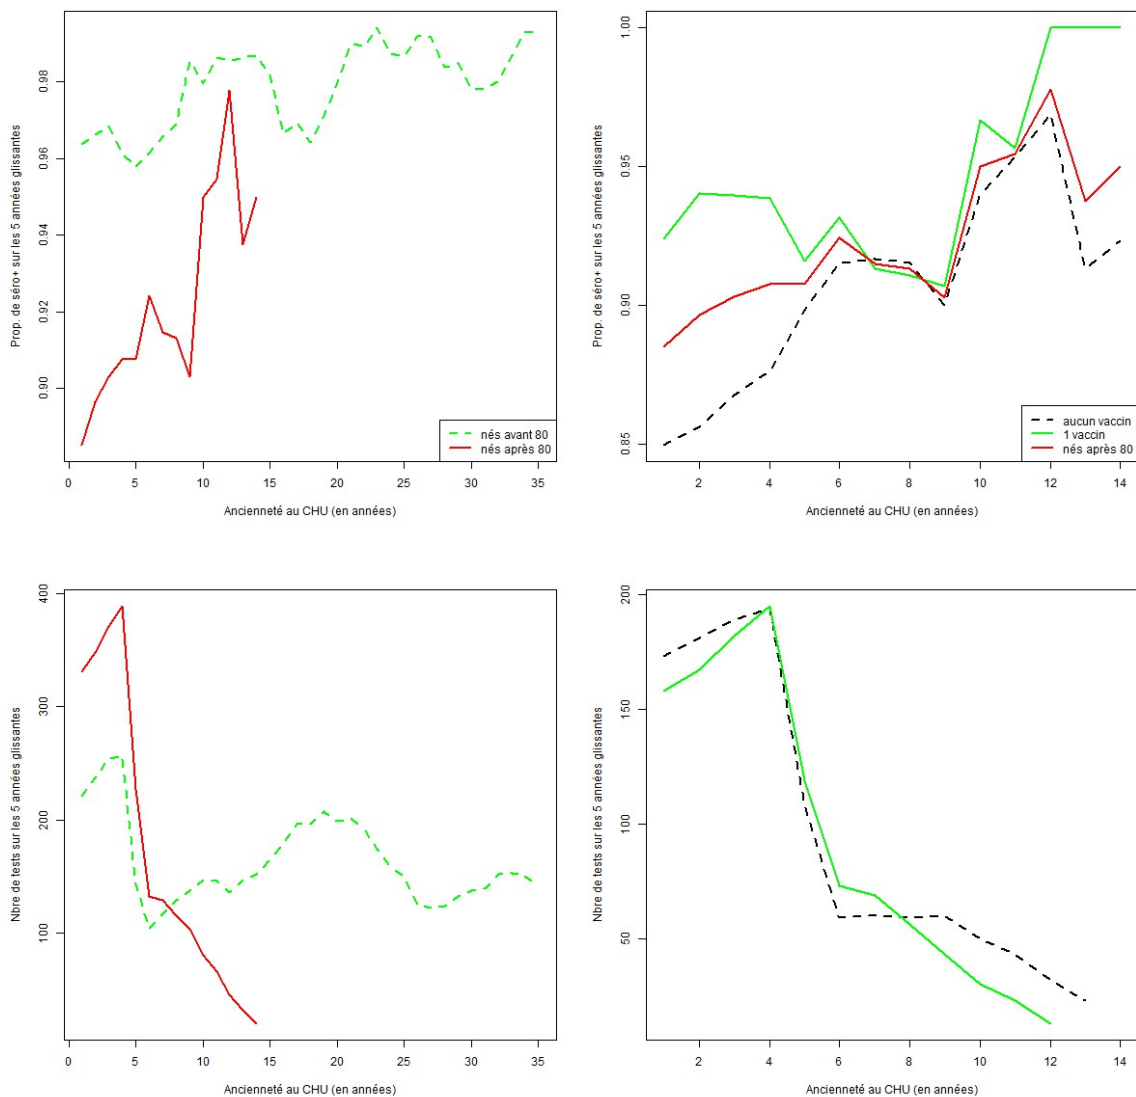 Prop. de séro+ sur les 5 années glissantes
0.90 0.92 0.94 0.96 0.98
nés avant 80
nés après 80
0 5 10 15 20 25 30 35
Ancienneté au CHU (en années)
Prop. de séro+ sur les 5 années glissantes
0.85 0.90 0.95 1.00
aucun vaccin
1 vaccin
nés après 80
2 4 6 8 10 12 14
Ancienneté au CHU (en années)
Nbre de tests sur les 5 années glissantes
100 200 300 400
0 5 10 15 20 25 30 35
Ancienneté au CHU (en années)
Nbre de tests sur les 5 années glissantes
50 100 150 200
2 4 6 8 10 12 14
Ancienneté au CHU (en années)